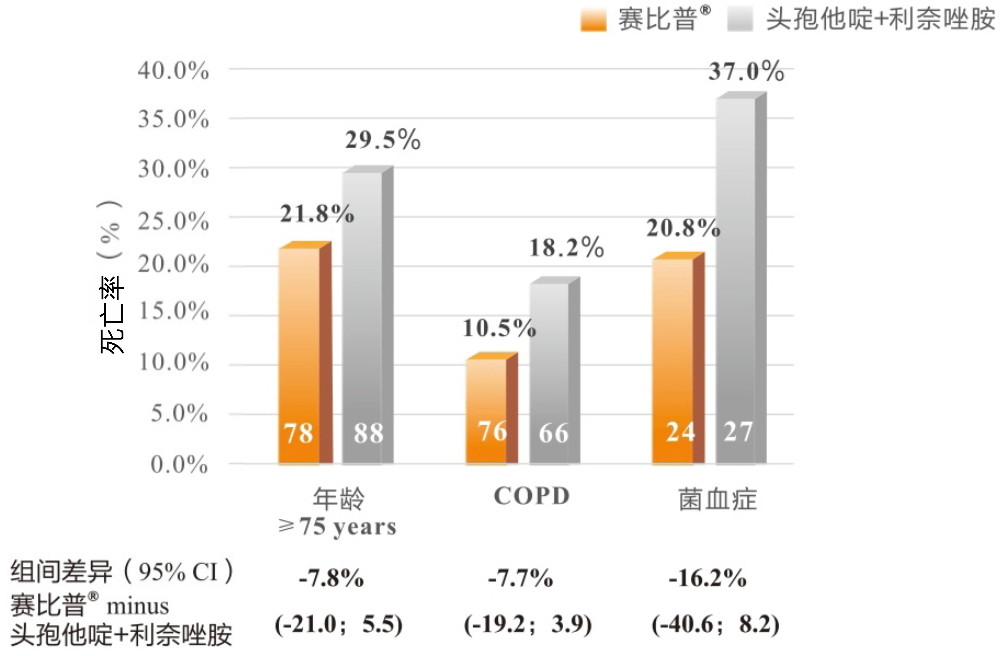 赛比普® 头孢他啶+利奈唑胺
死亡率（%）
40.0%
35.0%
30.0%
25.0%
20.0%
15.0%
10.0%
5.0%
0.0%
21.8%
29.5%
10.5%
18.2%
20.8%
37.0%
78 88 76 66 24 27
年龄 COPD 菌血症
≥75 years
组间差异（95% CI） -7.8% -7.7% -16.2%
赛比普® minus
头孢他啶+利奈唑胺 (-21.0；5.5) (-19.2；3.9) (-40.6；8.2)